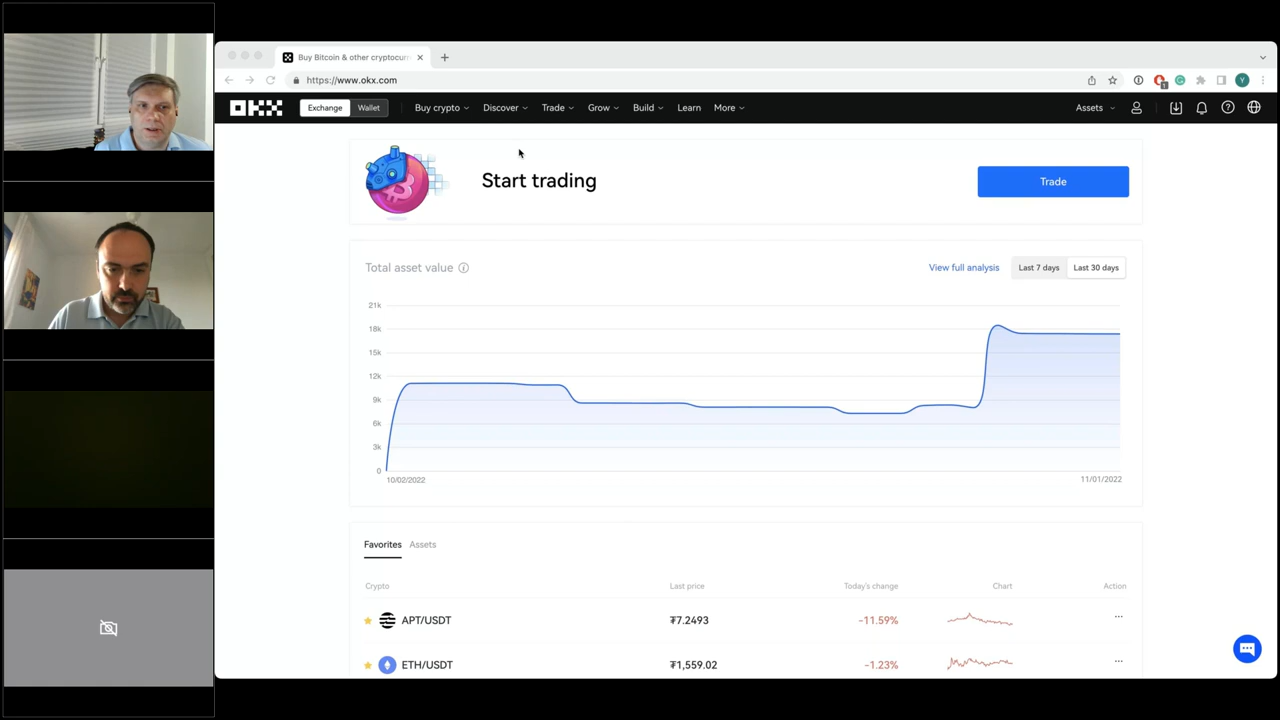 Buy Bitcoin & other cryptocurr
https://www.okx.com
1
Y
OKX
Exchange
Wallet
Buy crypto
Discover
Trade
Grow
Build
Learn
More
Assets
Start trading
Trade
Total asset value
View full analysis
Last 7 days
Last 30 days
21k
18k
15k
12k
9k
6k
3k
0
10/02/2022
11/01/2022
Favorites
Assets
Crypto
Last price
Today's change
Chart
Action
APT/USDT
₮7.2493
-11.59%
ETH/USDT
₮1,559.02
-1.23%